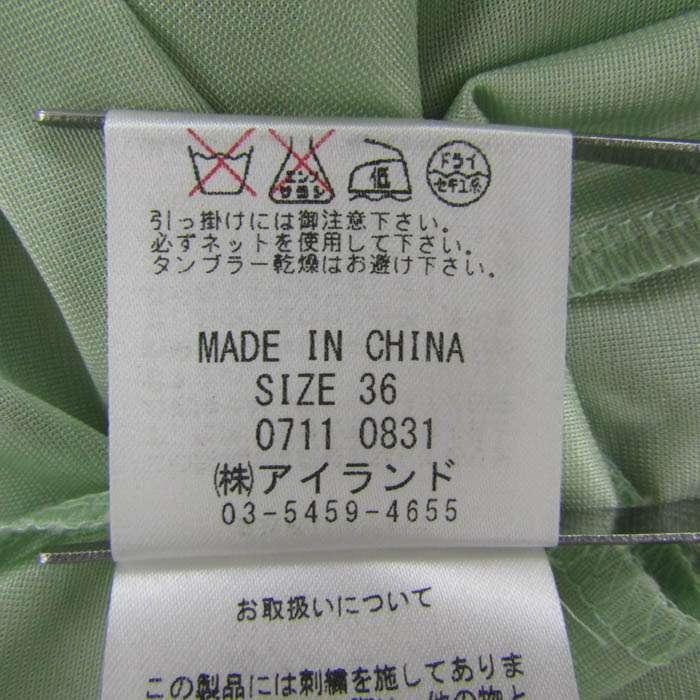 エンソ
サラシ
低
ドライ
セキユ系
引っ掛けには御注意下さい。
必ずネットを使用して下さい。
タンブラー乾燥はお避け下さい。
MADE IN CHINA
SIZE 36
0711 0831
㈱アイランド
03-5459-4655
お取扱いについて
この製品には刺繍を施してありま